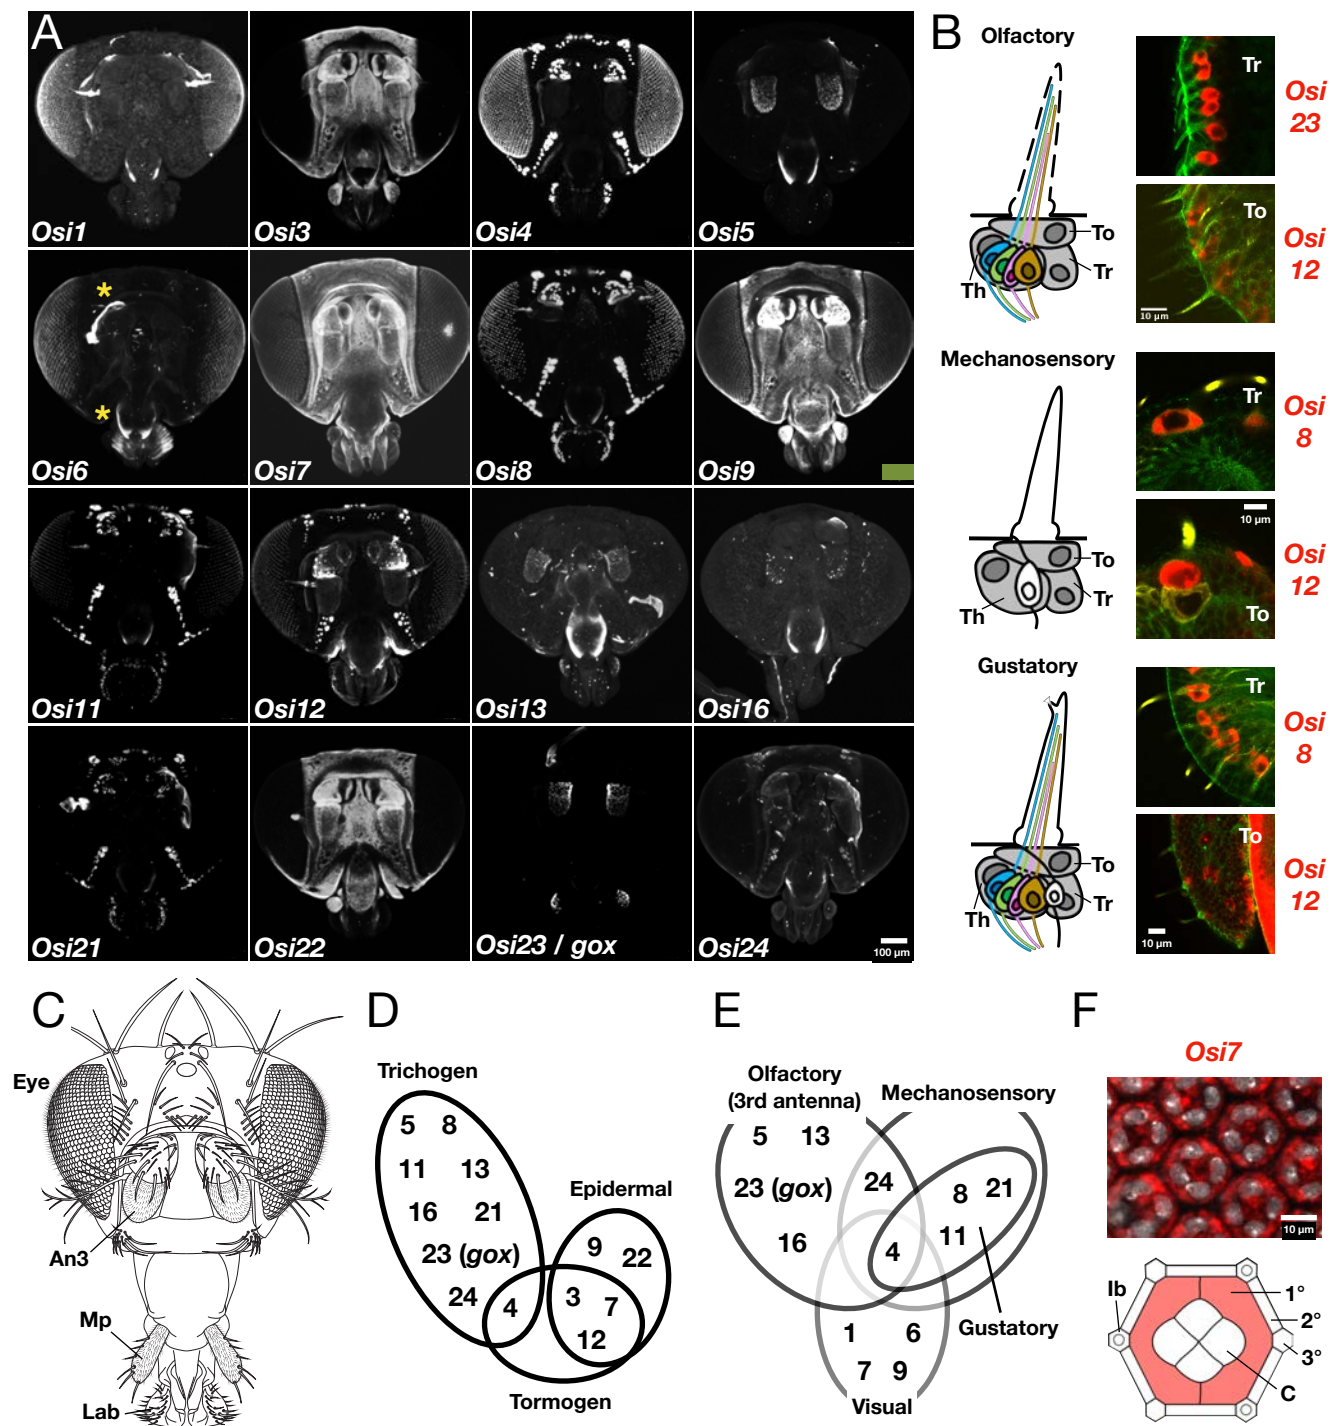 A
Osi1
Osi3
Osi4
Osi5
*
*
Osi6
Osi7
Osi8
Osi9
Osi11
Osi12
Osi13
Osi16
Osi21
Osi22
Osi23 / gox
Osi24
100 µm
B
Olfactory
To
Tr
Th
Tr
Osi
23
To
10 µm
Osi
12
Mechanosensory
To
Tr
Th
Tr
Osi
8
10 µm
To
Osi
12
Gustatory
To
Tr
Th
Tr
Osi
8
To
10 µm
Osi
12
C
Eye
An3
Mp
Lab
D
Trichogen
5 8
11 13
16 21
23 (gox)
24
4
Epidermal
9 22
3 7
12
Tormogen
E
Olfactory
(3rd antenna)
Mechanosensory
5 13
23 (gox)
16
24
8 21
11
4
Gustatory
1 6
7 9
Visual
F
Osi7
10 µm
Ib
1°
2°
3°
C